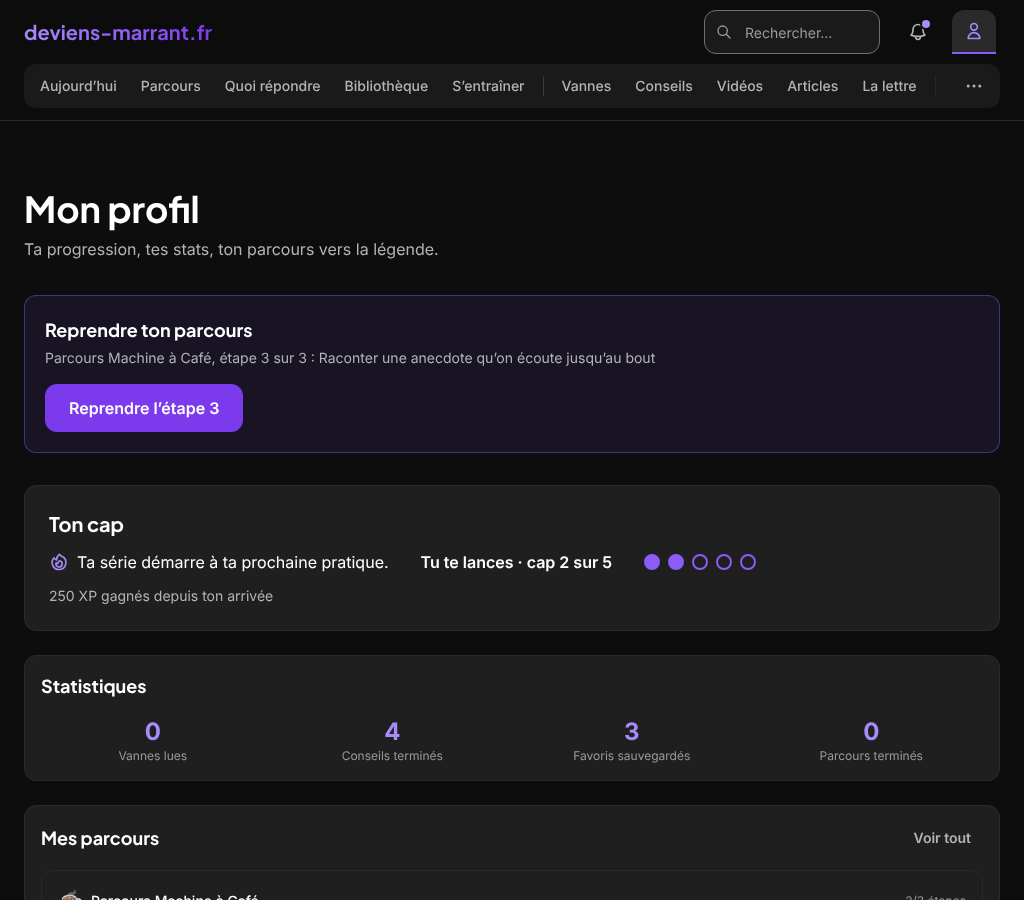 deviens-marrant.fr
Rechercher...
Aujourd’hui Parcours Quoi répondre Bibliothèque S’entraîner Vannes Conseils Vidéos Articles La lettre ...
Mon profil
Ta progression, tes stats, ton parcours vers la légende.
Reprendre ton parcours
Parcours Machine à Café, étape 3 sur 3 : Raconter une anecdote qu’on écoute jusqu’au bout
Reprendre l’étape 3
Ton cap
Ta série démarre à ta prochaine pratique. Tu te lances · cap 2 sur 5
250 XP gagnés depuis ton arrivée
Statistiques
0 4 3 0
Vannes lues Conseils terminés Favoris sauvegardés Parcours terminés
Mes parcours Voir tout
Parcours Machine à Café